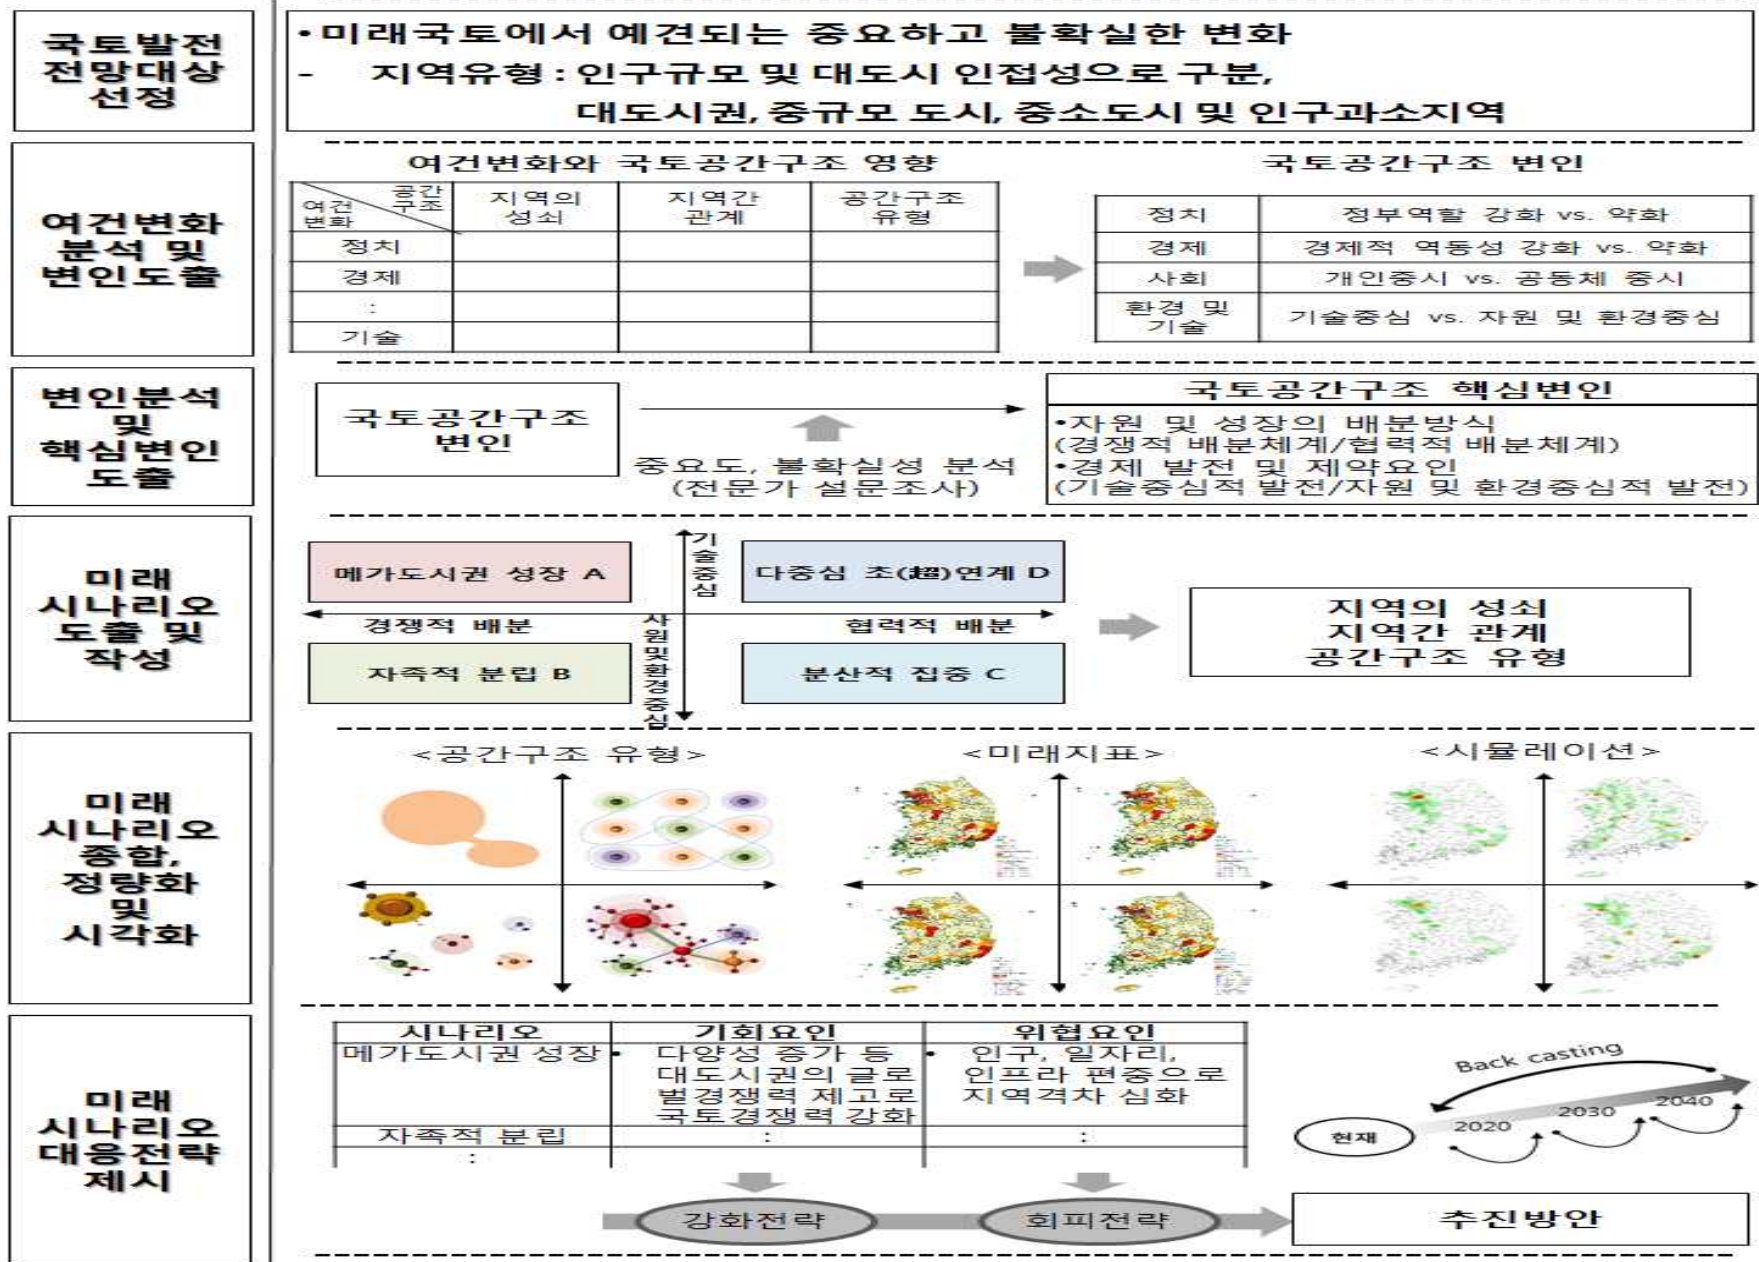 국토발전
전망대상
선정
•미래국토에서 예견되는 중요하고 불확실한 변화
- 지역유형 : 인구규모 및 대도시 인접성으로 구분,
대도시권, 중규모 도시, 중소도시 및 인구과소지역
여건변화
분석 및
변인도출
여건변화와 국토공간구조 영향
공간
구조
여건
변화
지역의
성쇠
지역간
관계
공간구조
유형
정치
경제
:
기술
국토공간구조 변인
정치 정부역할 강화 vs. 약화
경제 경제적 역동성 강화 vs. 약화
사회 개인중시 vs. 공동체 중시
환경 및
기술
기술중심 vs. 자원 및 환경중심
변인분석
및
핵심변인
도출
국토공간구조
변인
중요도, 불확실성 분석
(전문가 설문조사)
국토공간구조 핵심변인
•자원 및 성장의 배분방식
(경쟁적 배분체계/협력적 배분체계)
•경제 발전 및 제약요인
(기술중심적 발전/자원 및 환경중심적 발전)
미래
시나리오
도출 및
작성
메가도시권 성장 A
기술중심
다중심 초(超)연계 D
경쟁적 배분
협력적 배분
자족적 분립 B
사원및환경중심
분산적 집중 C
지역의 성쇠
지역간 관계
공간구조 유형
미래
시나리오
종합,
정량화
및
시각화
<공간구조 유형>
<미래지표>
<시뮬레이션>
미래
시나리오
대응전략
제시
시나리오 기회요인 위협요인
메가도시권 성장
• 다양성 증가 등
대도시권의 글로
벌경쟁력 제고로
국토경쟁력 강화
• 인구, 일자리,
인프라 편중으로
지역격차 심화
자족적 분립 : :
:
Back casting
현재
2020
2030
2040
강화전략
회피전략
추진방안